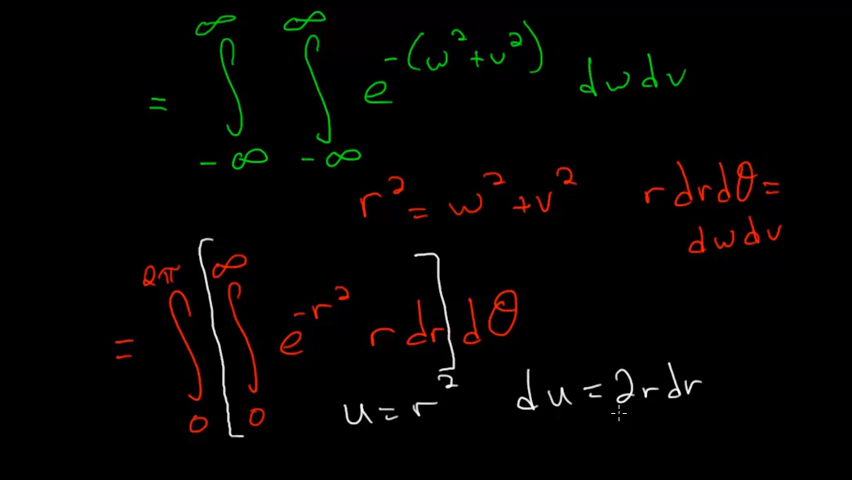 = ∫_{-∞}^{∞} ∫_{-∞}^{∞} e^{-(w²+v²)} dw dv
r² = w² + v² r dr dθ =
dw dv
= ∫_0^{2π} [ ∫_0^{∞} e^{-r²} r dr ] dθ
u = r² du = 2r dr